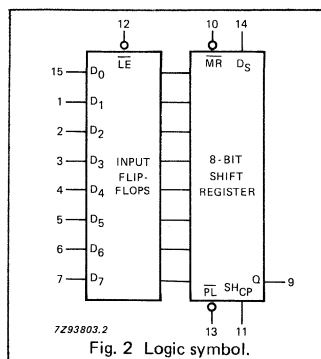 12 10 14
LE MR DS
15 D0
1 D1
2 D2
3 D3
4 D4
5 D5
6 D6
7 D7
INPUT
FLIP-
FLOPS
8-BIT
SHIFT
REGISTER
Q 9
PL SHCP
13 11
7Z93803.2
Fig. 2 Logic symbol.